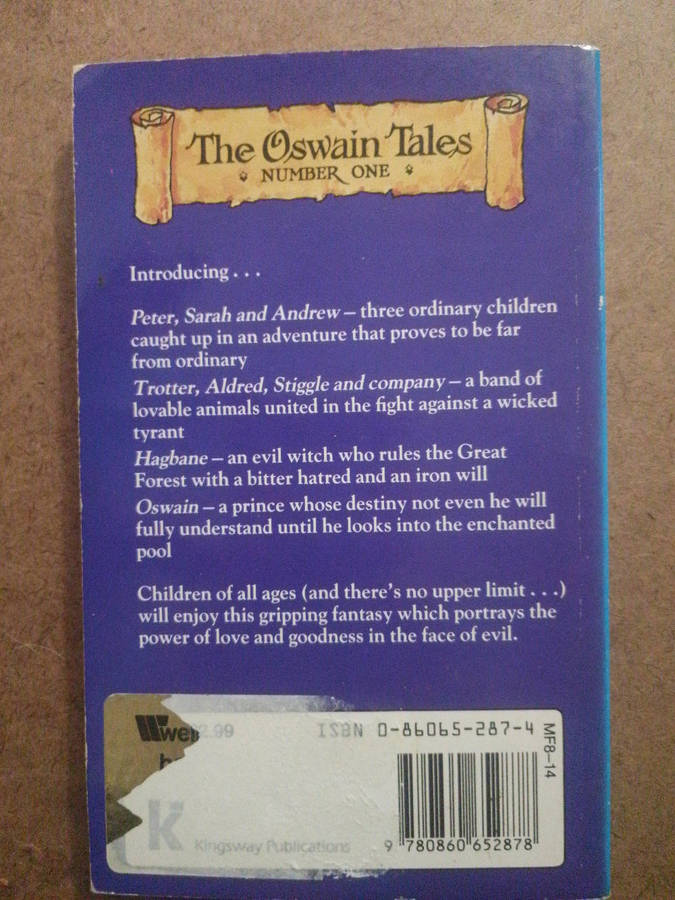 The Oswain Tales
NUMBER ONE
Introducing . . .
Peter, Sarah and Andrew – three ordinary children
caught up in an adventure that proves to be far
from ordinary
Trotter, Aldred, Stiggle and company – a band of
lovable animals united in the fight against a wicked
tyrant
Hagbane – an evil witch who rules the Great
Forest with a bitter hatred and an iron will
Oswain – a prince whose destiny not even he will
fully understand until he looks into the enchanted
pool
Children of all ages (and there's no upper limit . . .)
will enjoy this gripping fantasy which portrays the
power of love and goodness in the face of evil.
ISBN 0-86065-287-4
MF8-14
K
Kingsway Publications
9 780860 652878